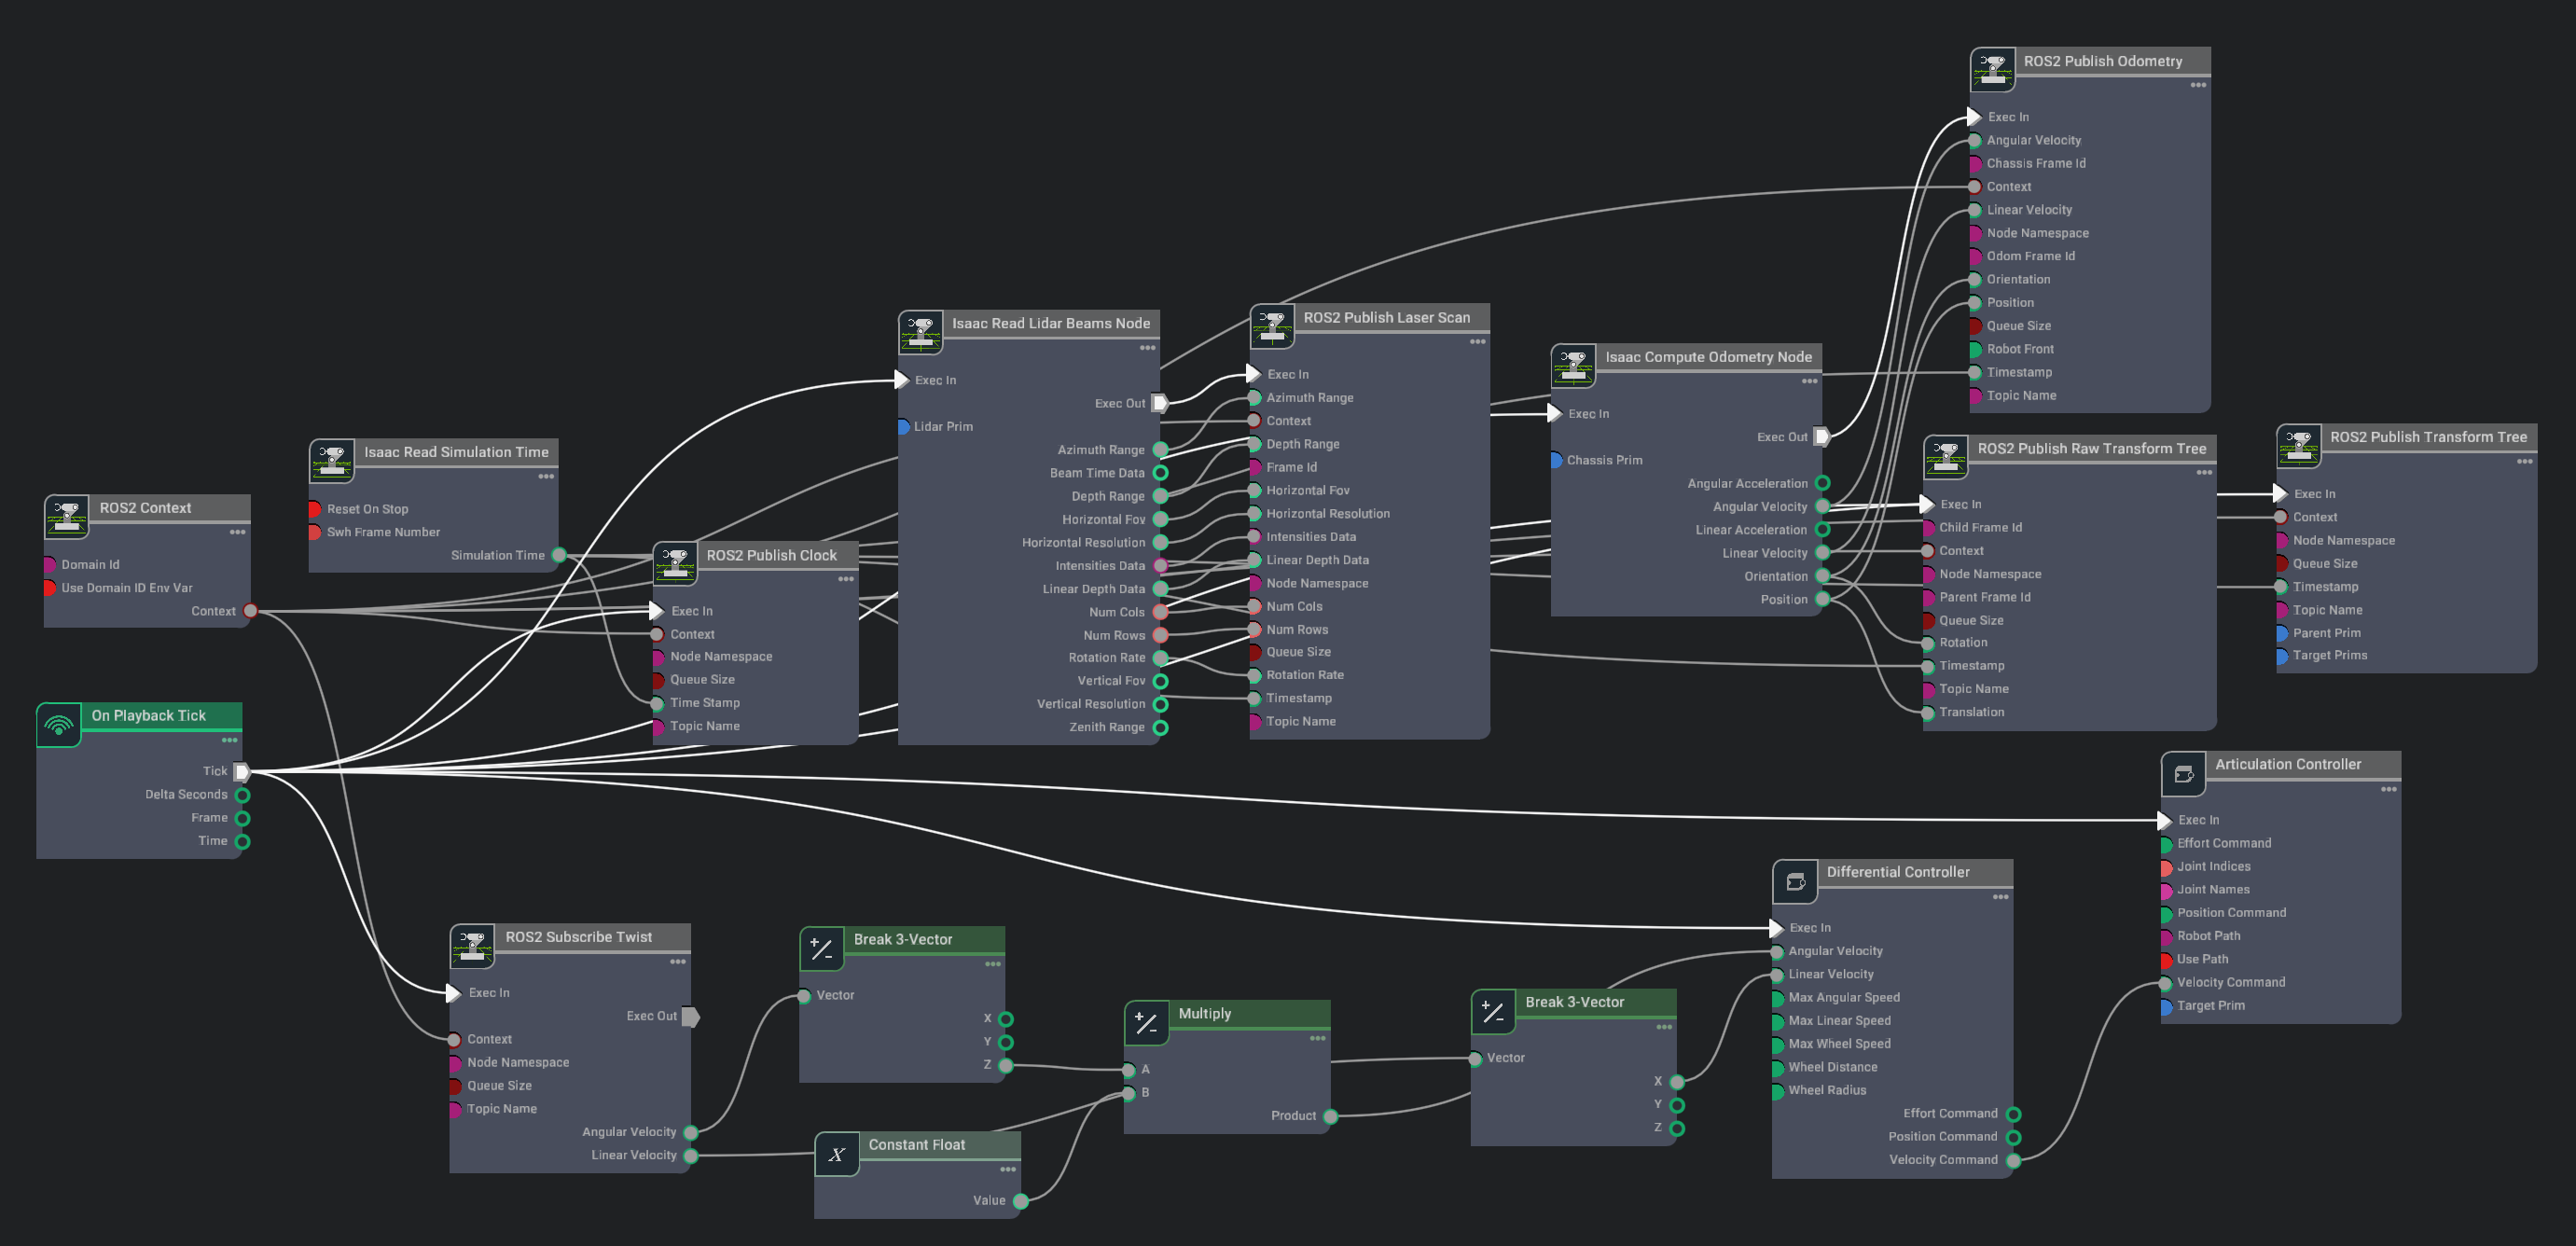 ROS2 Context
Domain Id
Use Domain ID Env Var
Context
On Playback Tick
Tick
Delta Seconds
Frame
Time
Isaac Read Simulation Time
Reset On Stop
Swh Frame Number
Simulation Time
ROS2 Publish Clock
Exec In
Context
Node Namespace
Queue Size
Time Stamp
Topic Name
Isaac Read Lidar Beams Node
Exec In
Exec Out
Lidar Prim
Azimuth Range
Beam Time Data
Depth Range
Horizontal Fov
Horizontal Resolution
Intensities Data
Linear Depth Data
Num Cols
Num Rows
Rotation Rate
Vertical Fov
Vertical Resolution
Zenith Range
ROS2 Publish Laser Scan
Exec In
Azimuth Range
Context
Depth Range
Frame Id
Horizontal Fov
Horizontal Resolution
Intensities Data
Linear Depth Data
Node Namespace
Num Cols
Num Rows
Queue Size
Rotation Rate
Timestamp
Topic Name
Isaac Compute Odometry Node
Exec In
Exec Out
Chassis Prim
Angular Acceleration
Angular Velocity
Linear Acceleration
Linear Velocity
Orientation
Position
ROS2 Publish Odometry
Exec In
Angular Velocity
Chassis Frame Id
Context
Linear Velocity
Node Namespace
Odom Frame Id
Orientation
Position
Queue Size
Robot Front
Timestamp
Topic Name
ROS2 Publish Raw Transform Tree
Exec In
Child Frame Id
Context
Node Namespace
Parent Frame Id
Queue Size
Rotation
Timestamp
Topic Name
Translation
ROS2 Publish Transform Tree
Exec In
Context
Node Namespace
Queue Size
Timestamp
Topic Name
Parent Prim
Target Prims
ROS2 Subscribe Twist
Exec In
Exec Out
Context
Node Namespace
Queue Size
Topic Name
Angular Velocity
Linear Velocity
Break 3-Vector
Vector
X
Y
Z
X
Constant Float
Value
Multiply
A
B
Product
Break 3-Vector
Vector
X
Y
Z
Differential Controller
Exec In
Angular Velocity
Linear Velocity
Max Angular Speed
Max Linear Speed
Max Wheel Speed
Wheel Distance
Wheel Radius
Effort Command
Position Command
Velocity Command
Articulation Controller
Exec In
Effort Command
Joint Indices
Joint Names
Position Command
Robot Path
Use Path
Velocity Command
Target Prim